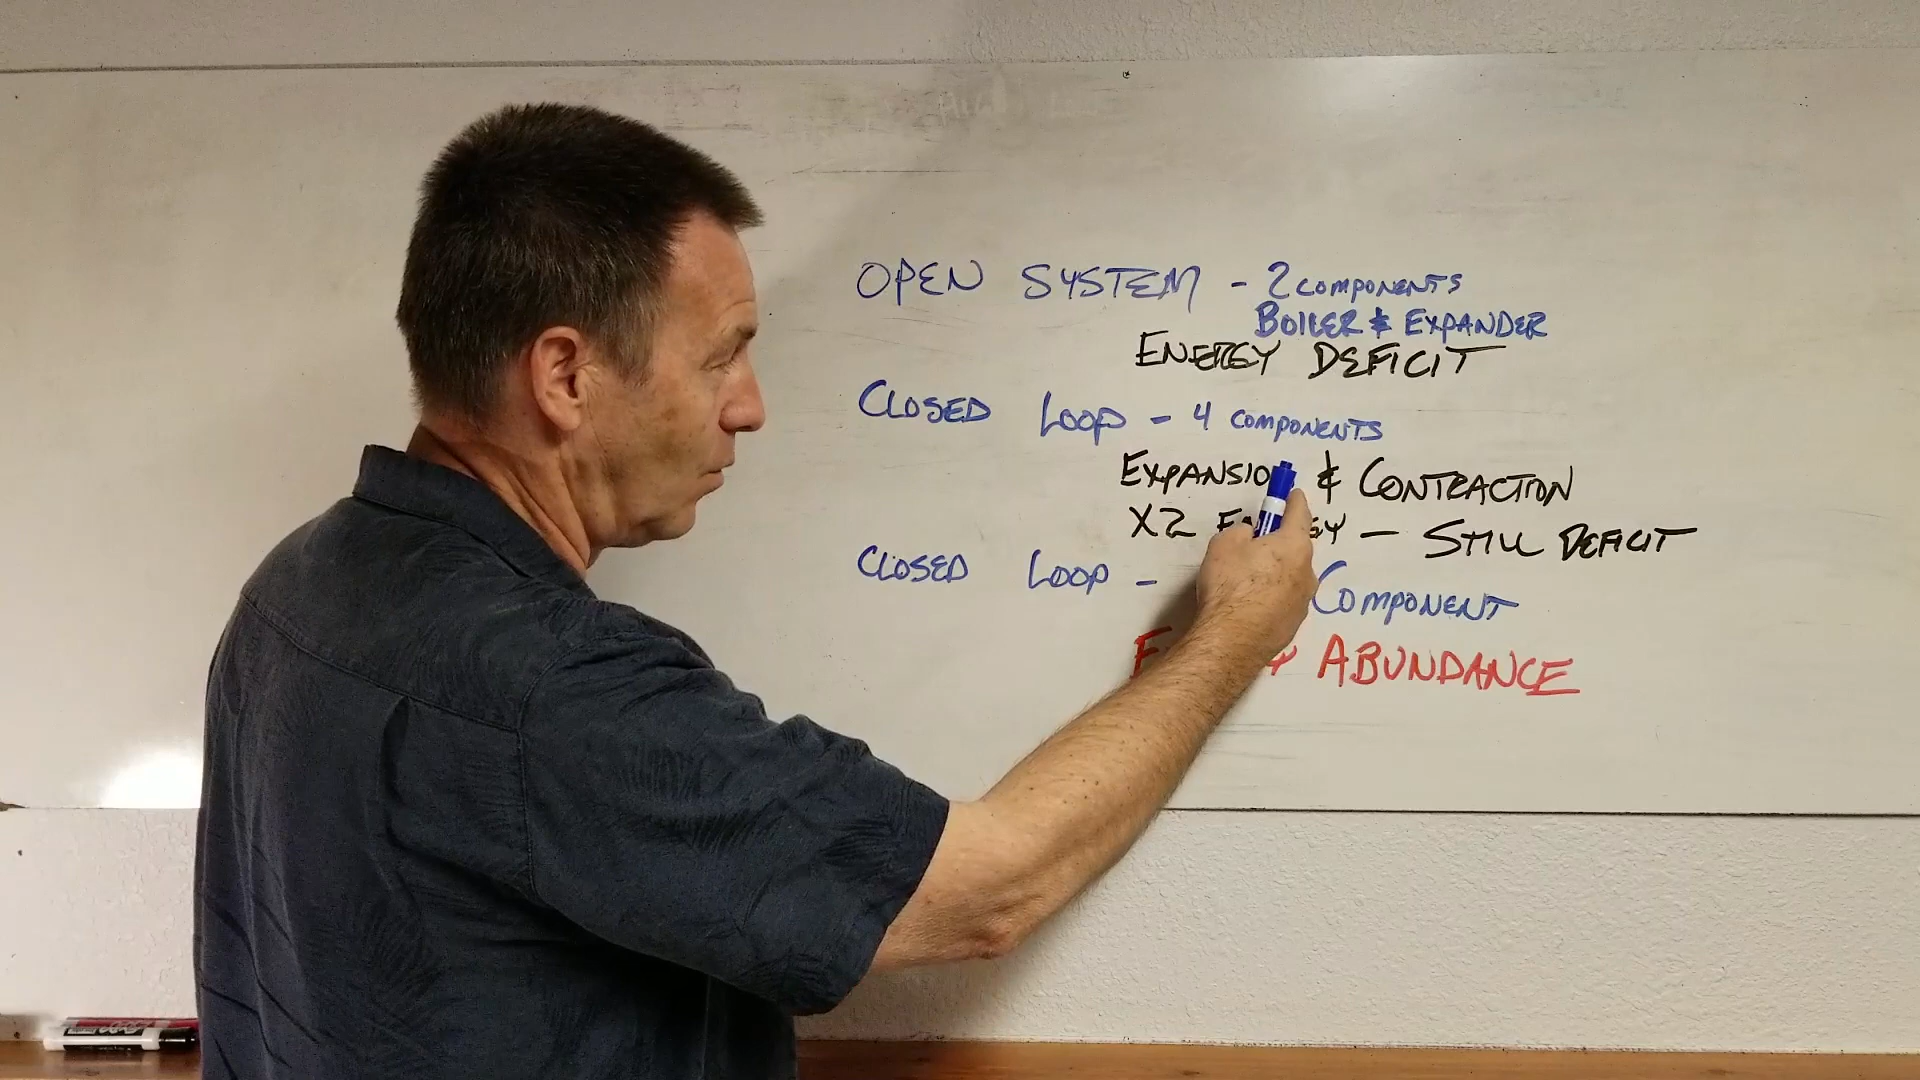 OPEN SYSTEM - 2 COMPONENTS
BOILER & EXPANDER
ENERGY DEFICIT
CLOSED LOOP - 4 COMPONENTS
EXPANSION & CONTRACTION
X2 - STILL DEFICIT
CLOSED LOOP - COMPONENT
ABUNDANCE